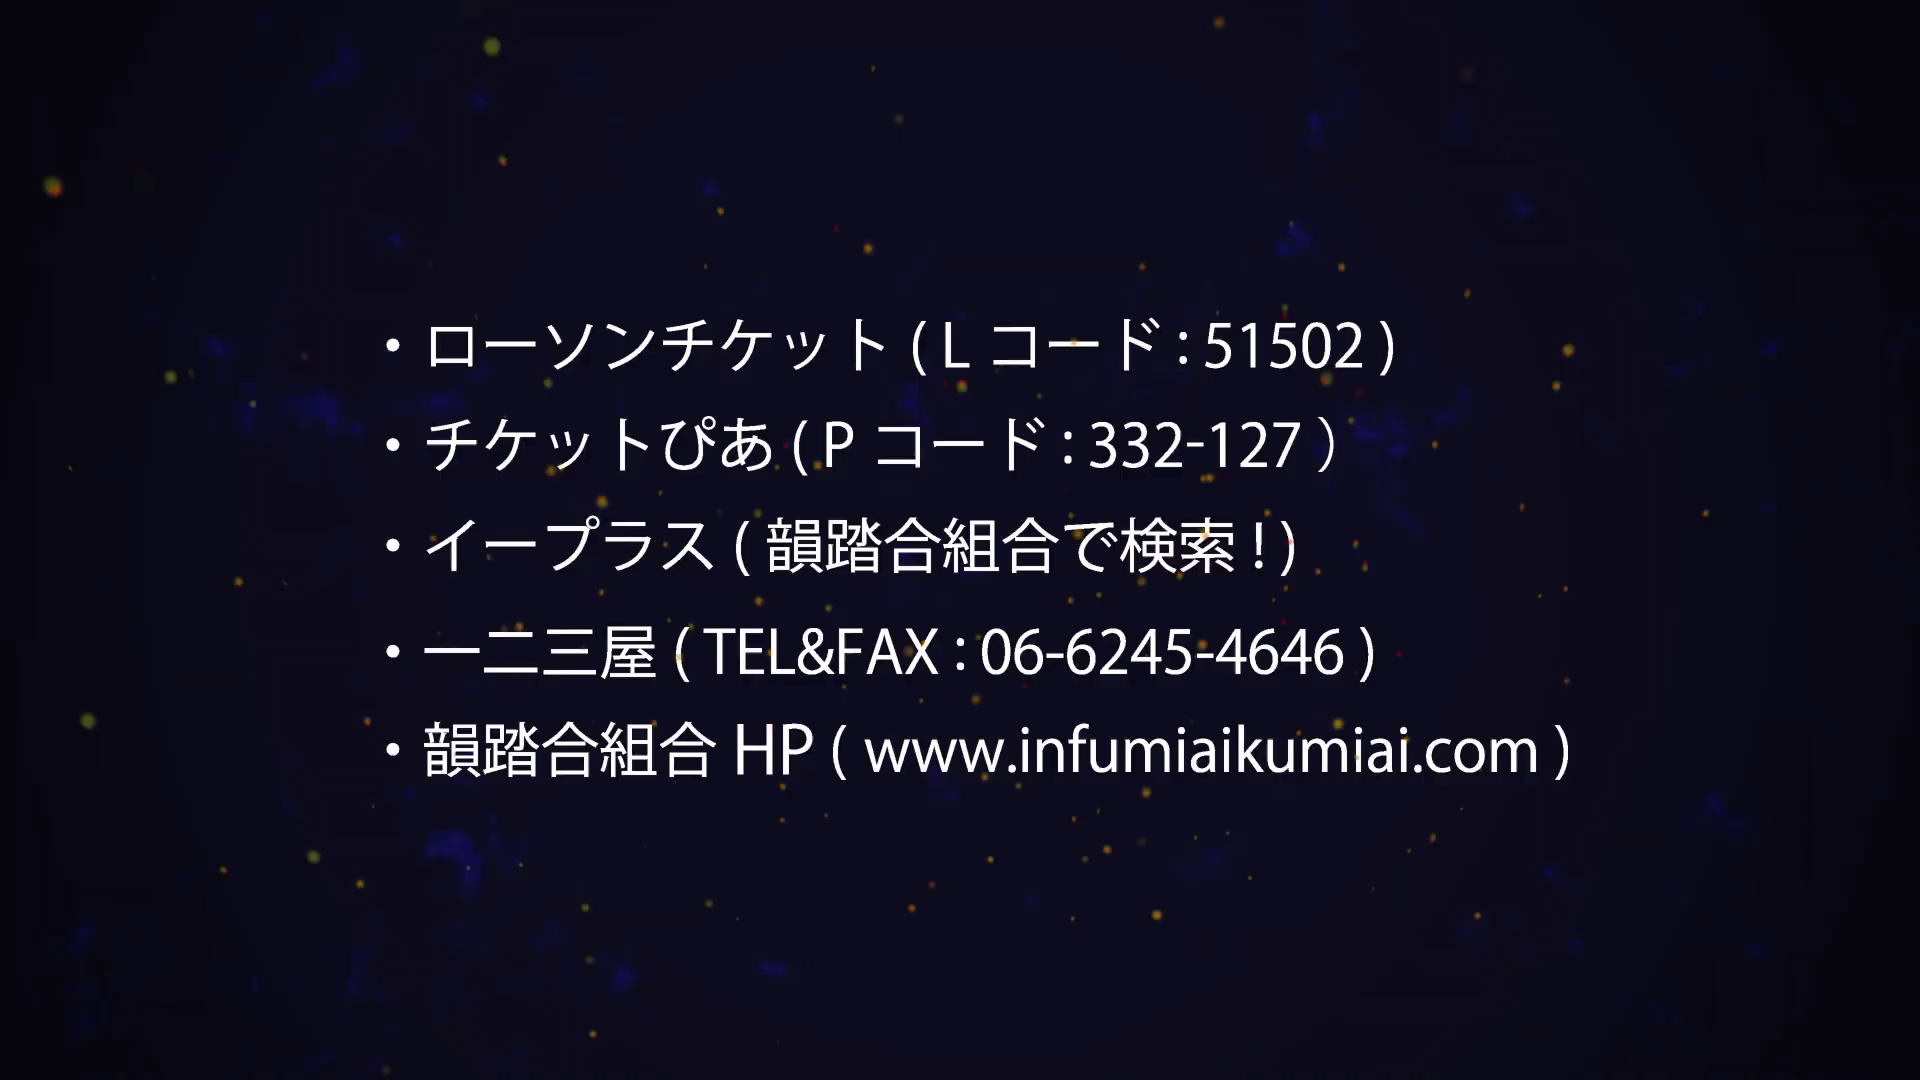 ・ローソンチケット ( L コード : 51502 )
・チケットぴあ ( P コード : 332-127 ）
・イープラス ( 韻踏合組合で検索 ! )
・一二三屋 ( TEL&FAX : 06-6245-4646 )
・韻踏合組合 HP ( www.infumiaikumiai.com )